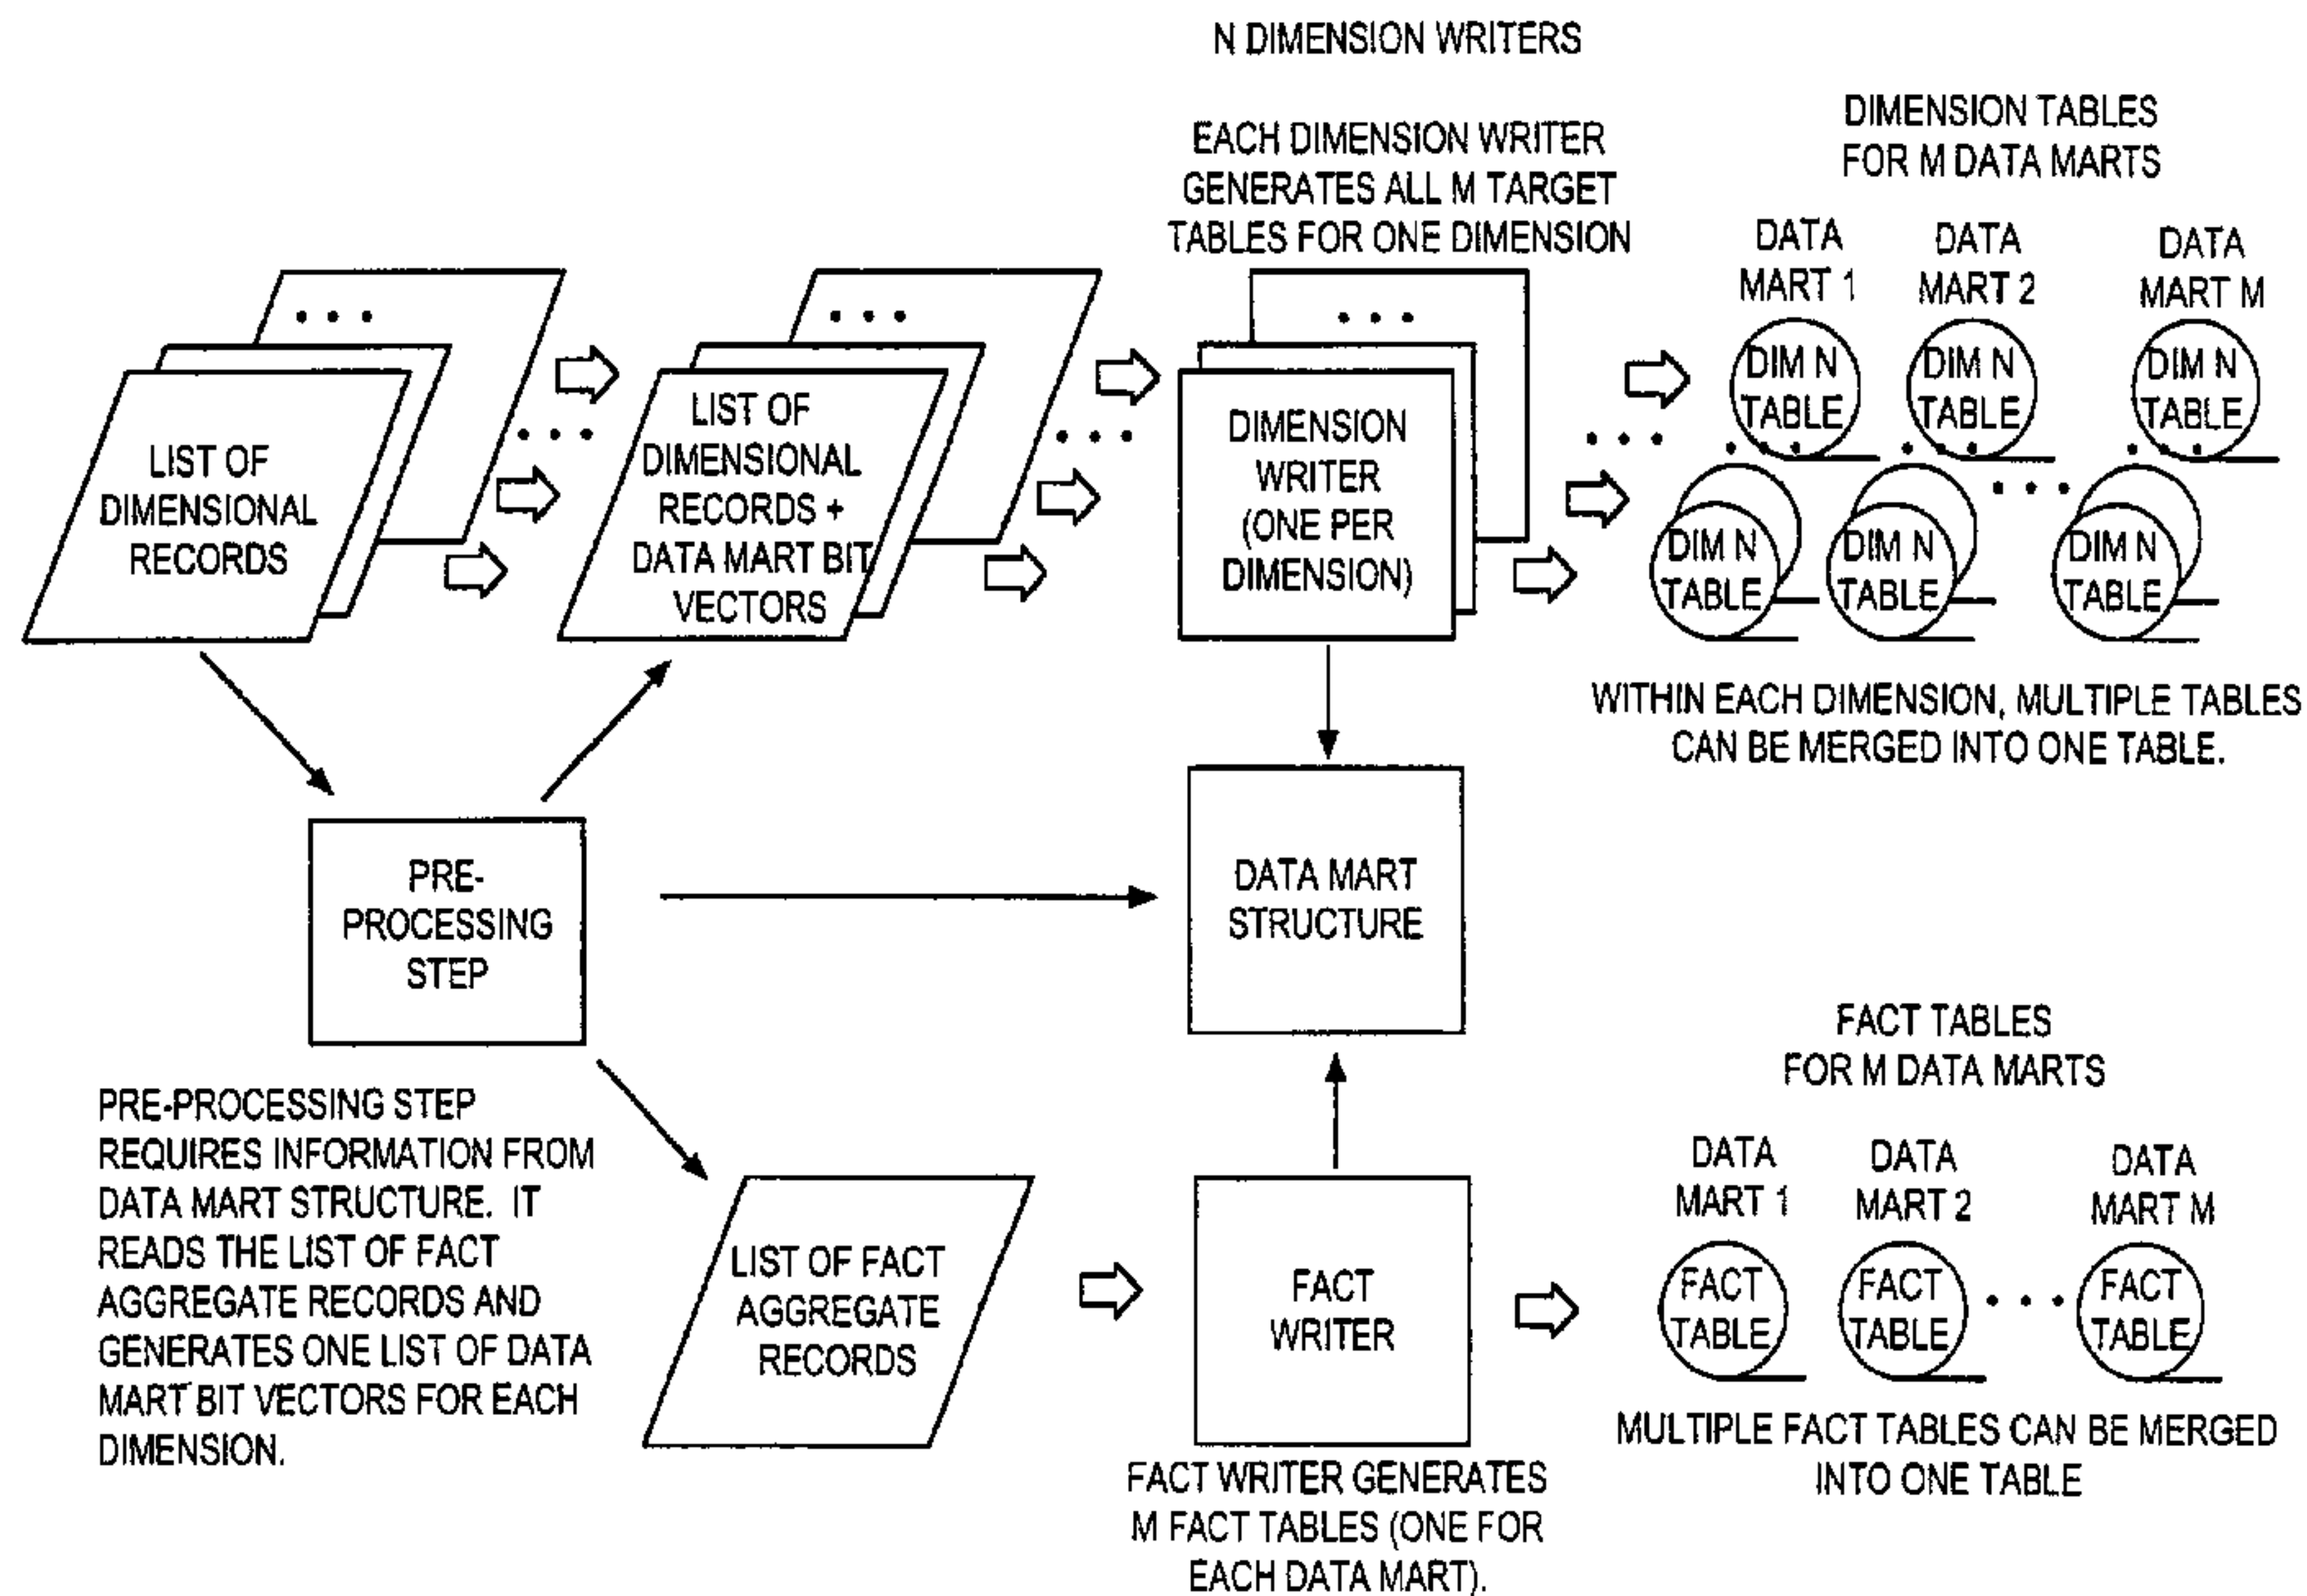 N DIMENSION WRITERS
EACH DIMENSION WRITER
GENERATES ALL M TARGET
TABLES FOR ONE DIMENSION
DIMENSION TABLES
FOR M DATA MARTS
DATA
MART 1
DATA
MART 2
DATA
MART M
LIST OF
DIMENSIONAL
RECORDS
LIST OF
DIMENSIONAL
RECORDS +
DATA MART BIT
VECTORS
DIMENSION
WRITER
(ONE PER
DIMENSION)
DIM N
TABLE
DIM N
TABLE
DIM N
TABLE
DIM N
TABLE
DIM N
TABLE
DIM N
TABLE
WITHIN EACH DIMENSION, MULTIPLE TABLES
CAN BE MERGED INTO ONE TABLE.
PRE-
PROCESSING
STEP
DATA MART
STRUCTURE
PRE-PROCESSING STEP
REQUIRES INFORMATION FROM
DATA MART STRUCTURE. IT
READS THE LIST OF FACT
AGGREGATE RECORDS AND
GENERATES ONE LIST OF DATA
MART BIT VECTORS FOR EACH
DIMENSION.
LIST OF FACT
AGGREGATE
RECORDS
FACT
WRITER
FACT WRITER GENERATES
M FACT TABLES (ONE FOR
EACH DATA MART).
FACT TABLES
FOR M DATA MARTS
DATA
MART 1
DATA
MART 2
DATA
MART M
FACT
TABLE
FACT
TABLE
FACT
TABLE
MULTIPLE FACT TABLES CAN BE MERGED
INTO ONE TABLE